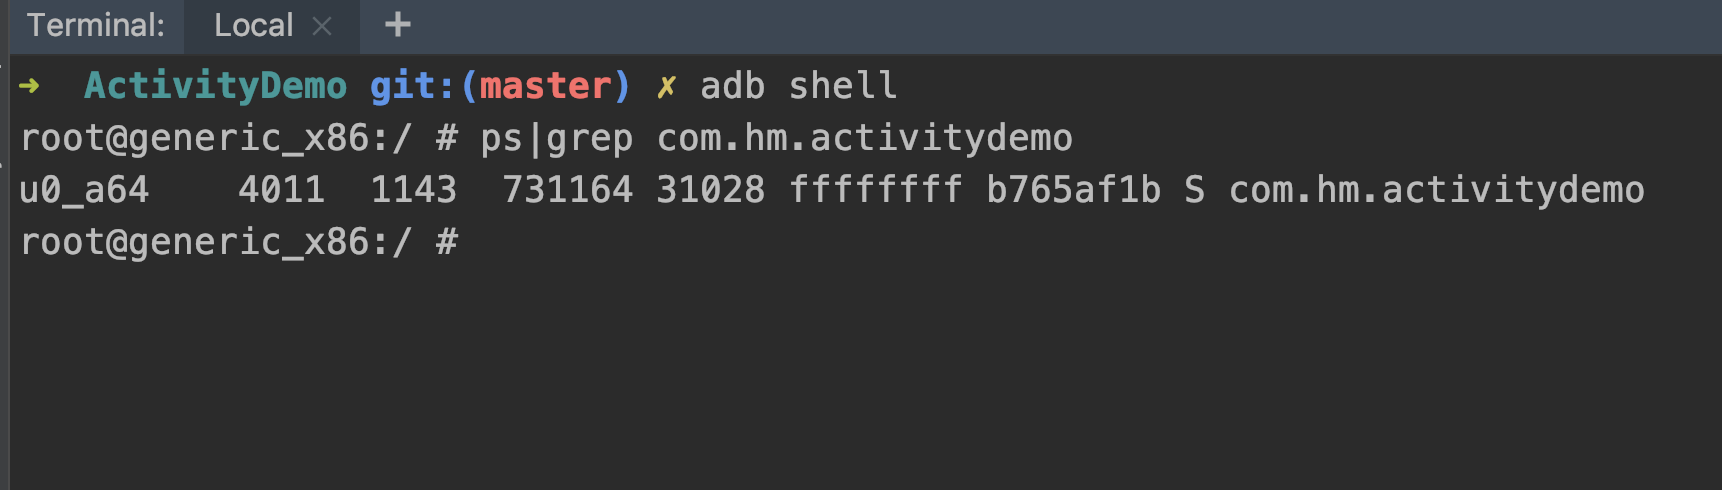 Terminal: Local × +
➜ ActivityDemo git:(master) ✗ adb shell
root@generic_x86:/ # ps|grep com.hm.activitydemo
u0_a64    4011  1143  731164 31028 ffffffff b765af1b S com.hm.activitydemo
root@generic_x86:/ #